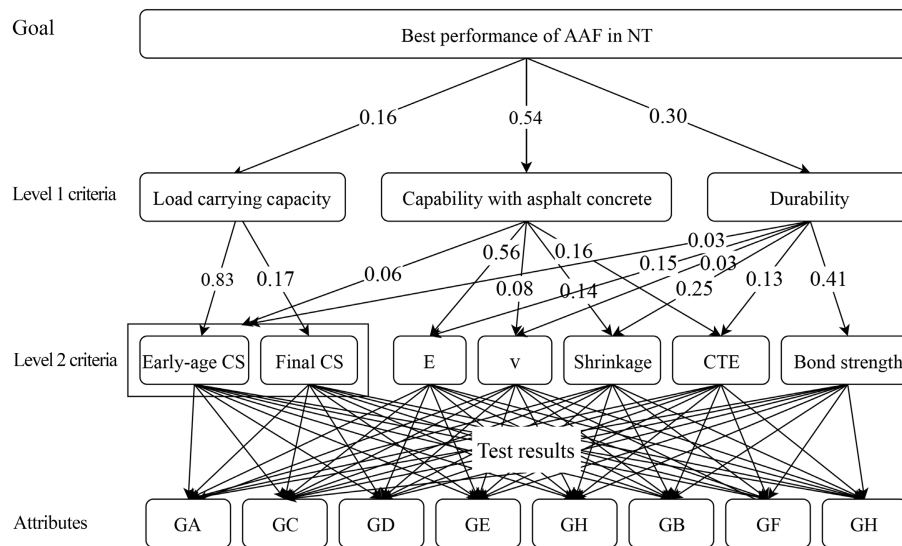 Goal
Best performance of AAF in NT
0.16
0.54
0.30
Level 1 criteria
Load carrying capacity
Capability with asphalt concrete
Durability
0.83
0.17
0.06
0.56
0.08
0.14
0.16
0.15
0.03
0.03
0.25
0.13
0.41
Level 2 criteria
Early-age CS
Final CS
E
v
Shrinkage
CTE
Bond strength
Test results
Attributes
GA
GC
GD
GE
GH
GB
GF
GH